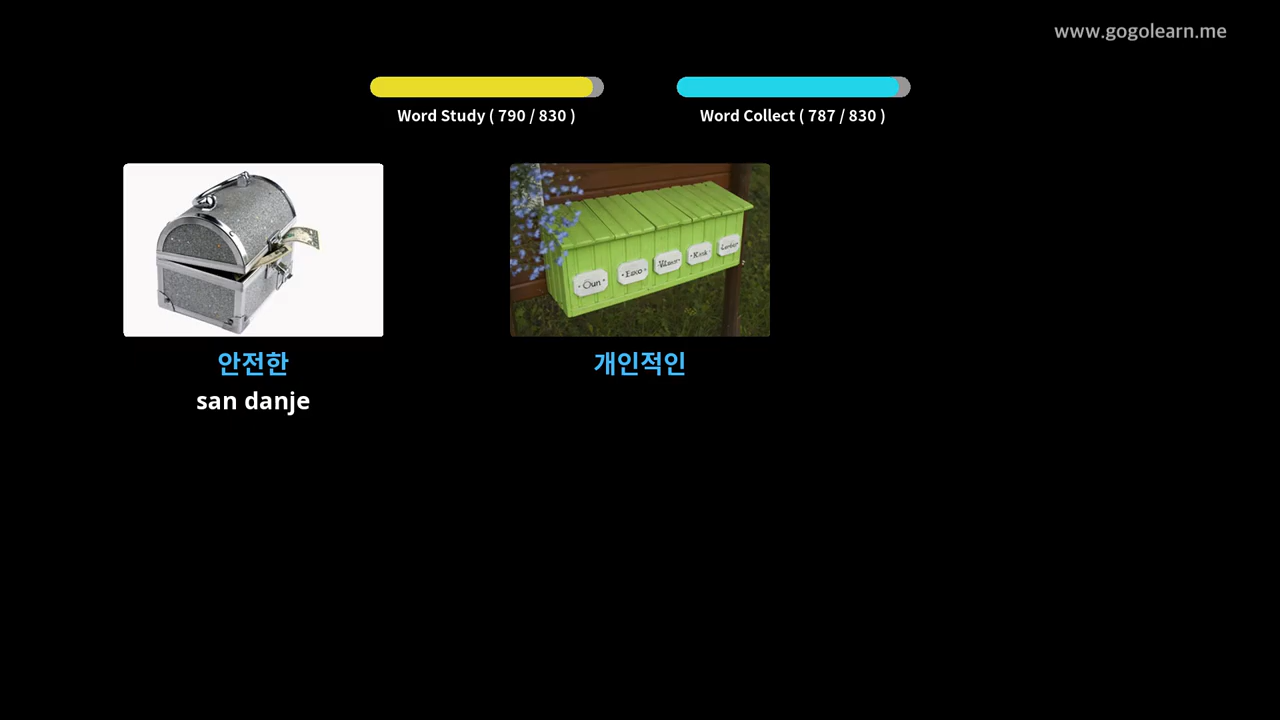 www.gogolearn.me
Word Study ( 790 / 830 )
Word Collect ( 787 / 830 )
안전한
san danje
개인적인